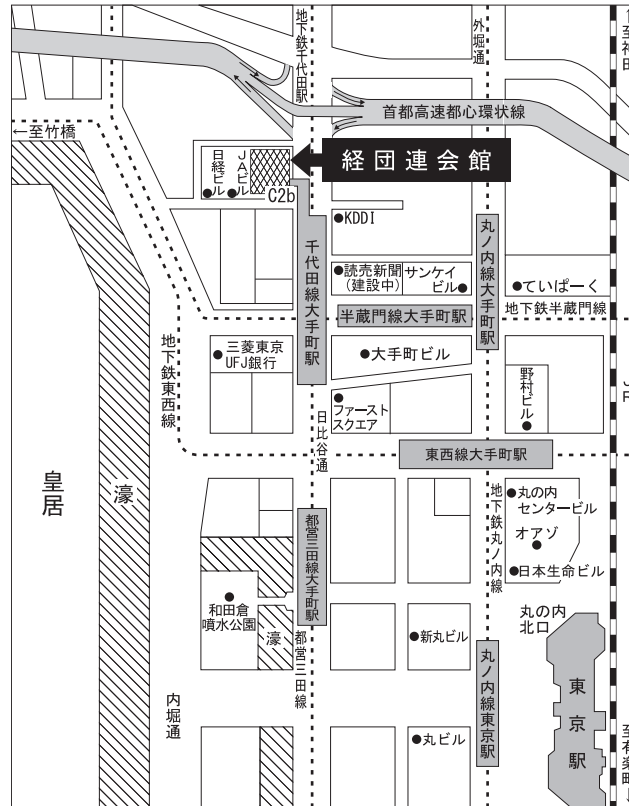 地下鉄千代田駅
外堀通
↑至神田
首都高速都心環状線
←至竹橋
経団連会館
日経ビル
JAビル
C2b
KDDI
千代田線大手町駅
丸ノ内線大手町駅
読売新聞
(建設中)
サンケイ
ビル
ていぱーく
地下鉄半蔵門線
半蔵門線大手町駅
地下鉄東西線
三菱東京
UFJ銀行
大手町ビル
野村ビル
JR
ファースト
スクエア
日比谷通
東西線大手町駅
皇居
濠
都営三田線大手町駅
地下鉄丸ノ内線
丸の内
センタービル
オアゾ
日本生命ビル
和田倉
噴水公園
濠
都営三田線
新丸ビル
丸の内
北口
丸ノ内線東京駅
東京駅
内堀通
丸ビル
至有楽町↓